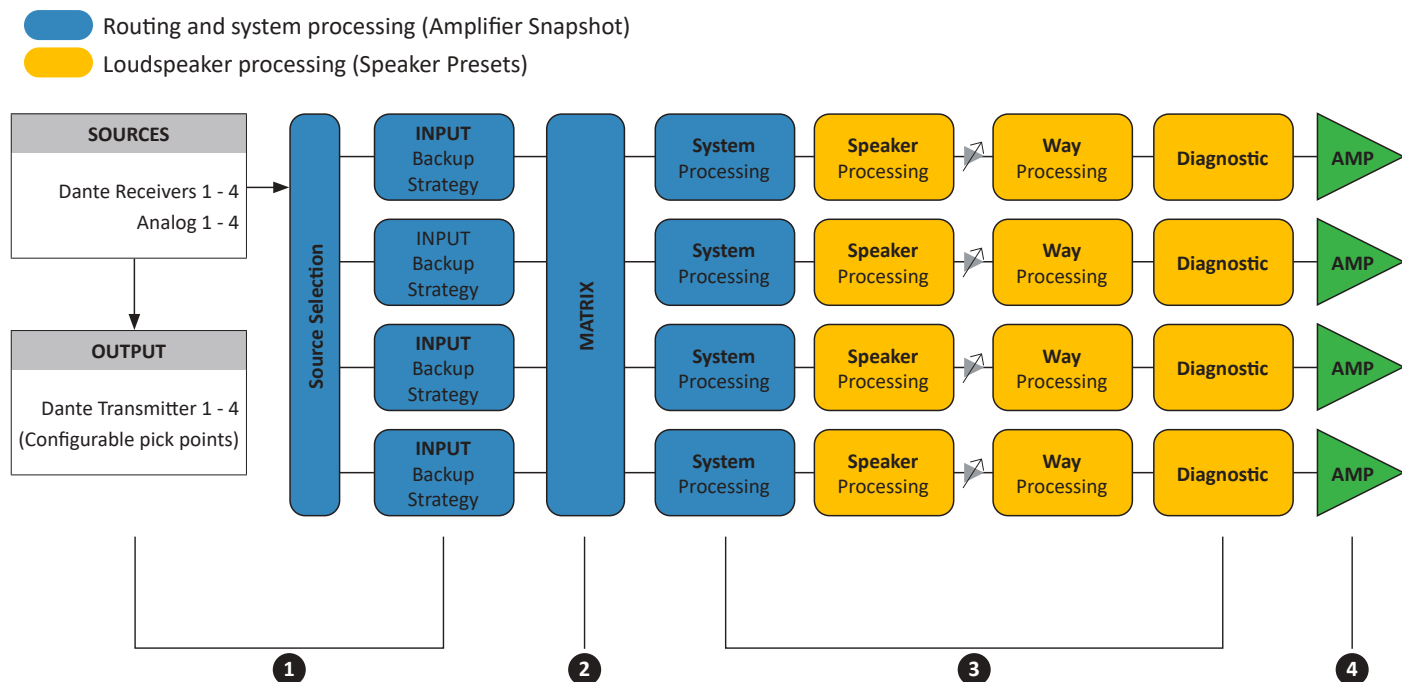 Routing and system processing (Amplifier Snapshot)
Loudspeaker processing (Speaker Presets)
SOURCES
Dante Receivers 1 - 4
Analog 1 - 4
OUTPUT
Dante Transmitter 1 - 4
(Configurable pick points)
Source Selection
INPUT
Backup
Strategy
INPUT
Backup
Strategy
INPUT
Backup
Strategy
INPUT
Backup
Strategy
MATRIX
System
Processing
Speaker
Processing
Way
Processing
Diagnostic
AMP
System
Processing
Speaker
Processing
Way
Processing
Diagnostic
AMP
System
Processing
Speaker
Processing
Way
Processing
Diagnostic
AMP
System
Processing
Speaker
Processing
Way
Processing
Diagnostic
AMP
1
2
3
4